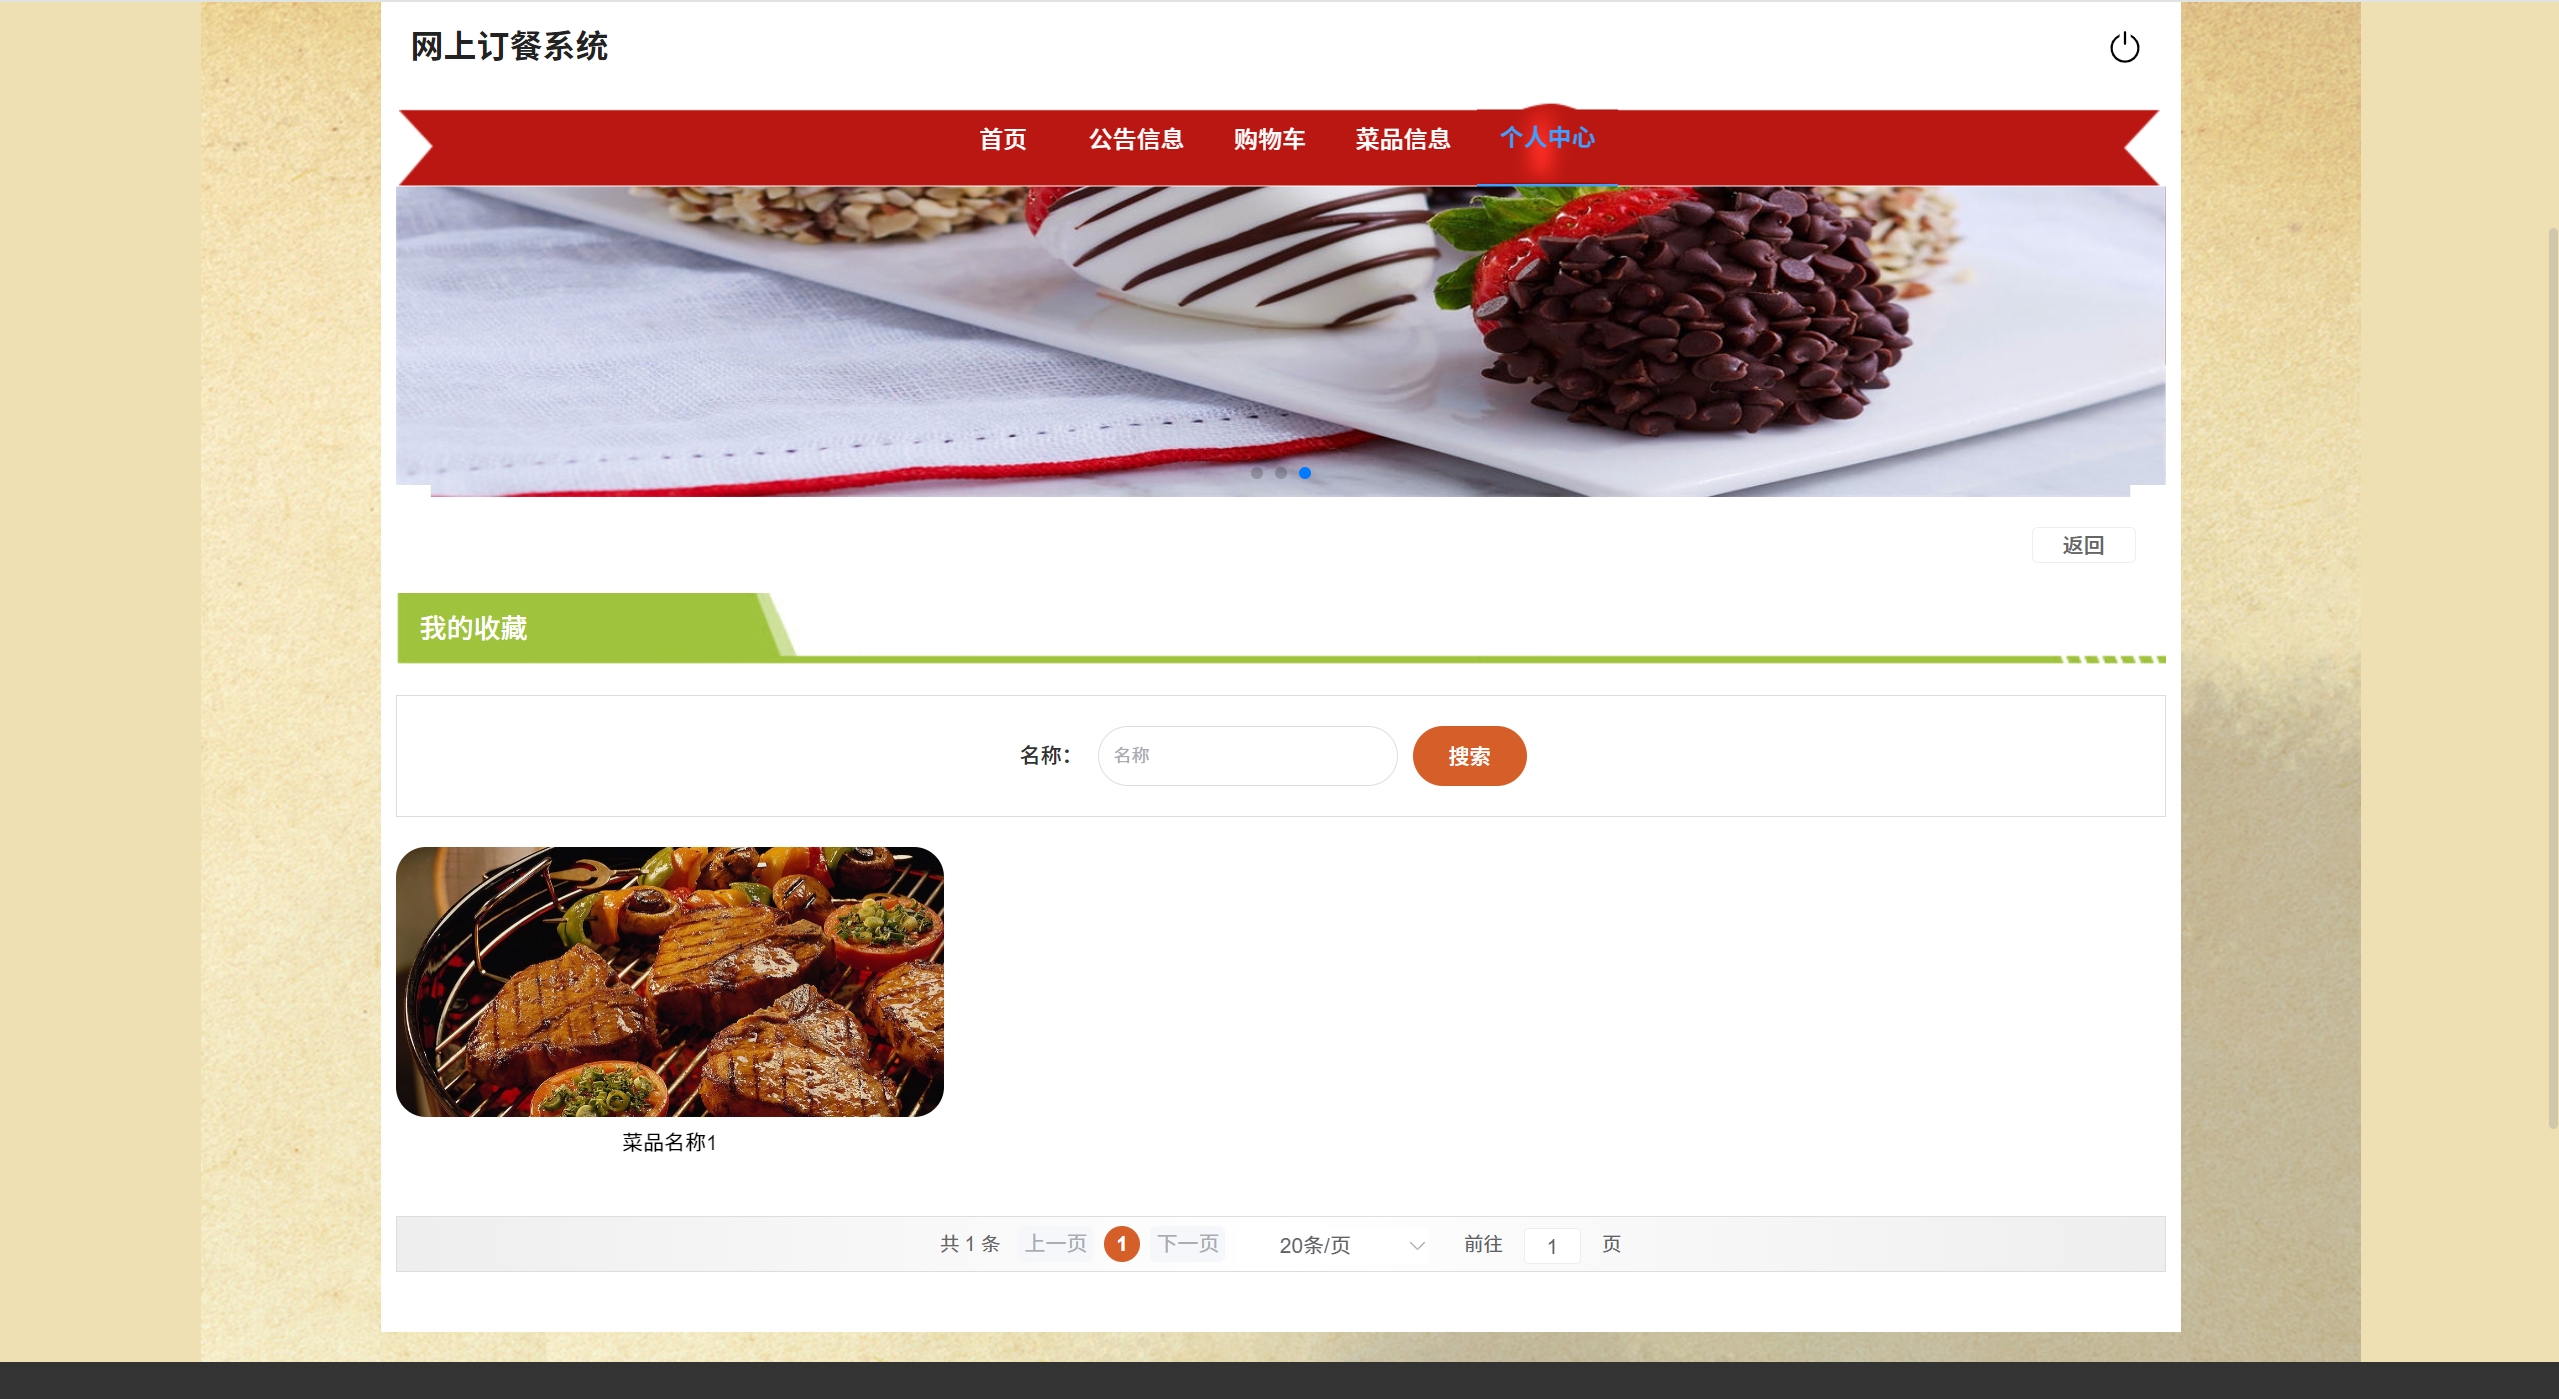 网上订餐系统
首页 公告信息 购物车 菜品信息 个人中心
返回
我的收藏
名称： 名称 搜索
菜品名称1
共 1 条 上一页 1 下一页 20条/页 前往 1 页